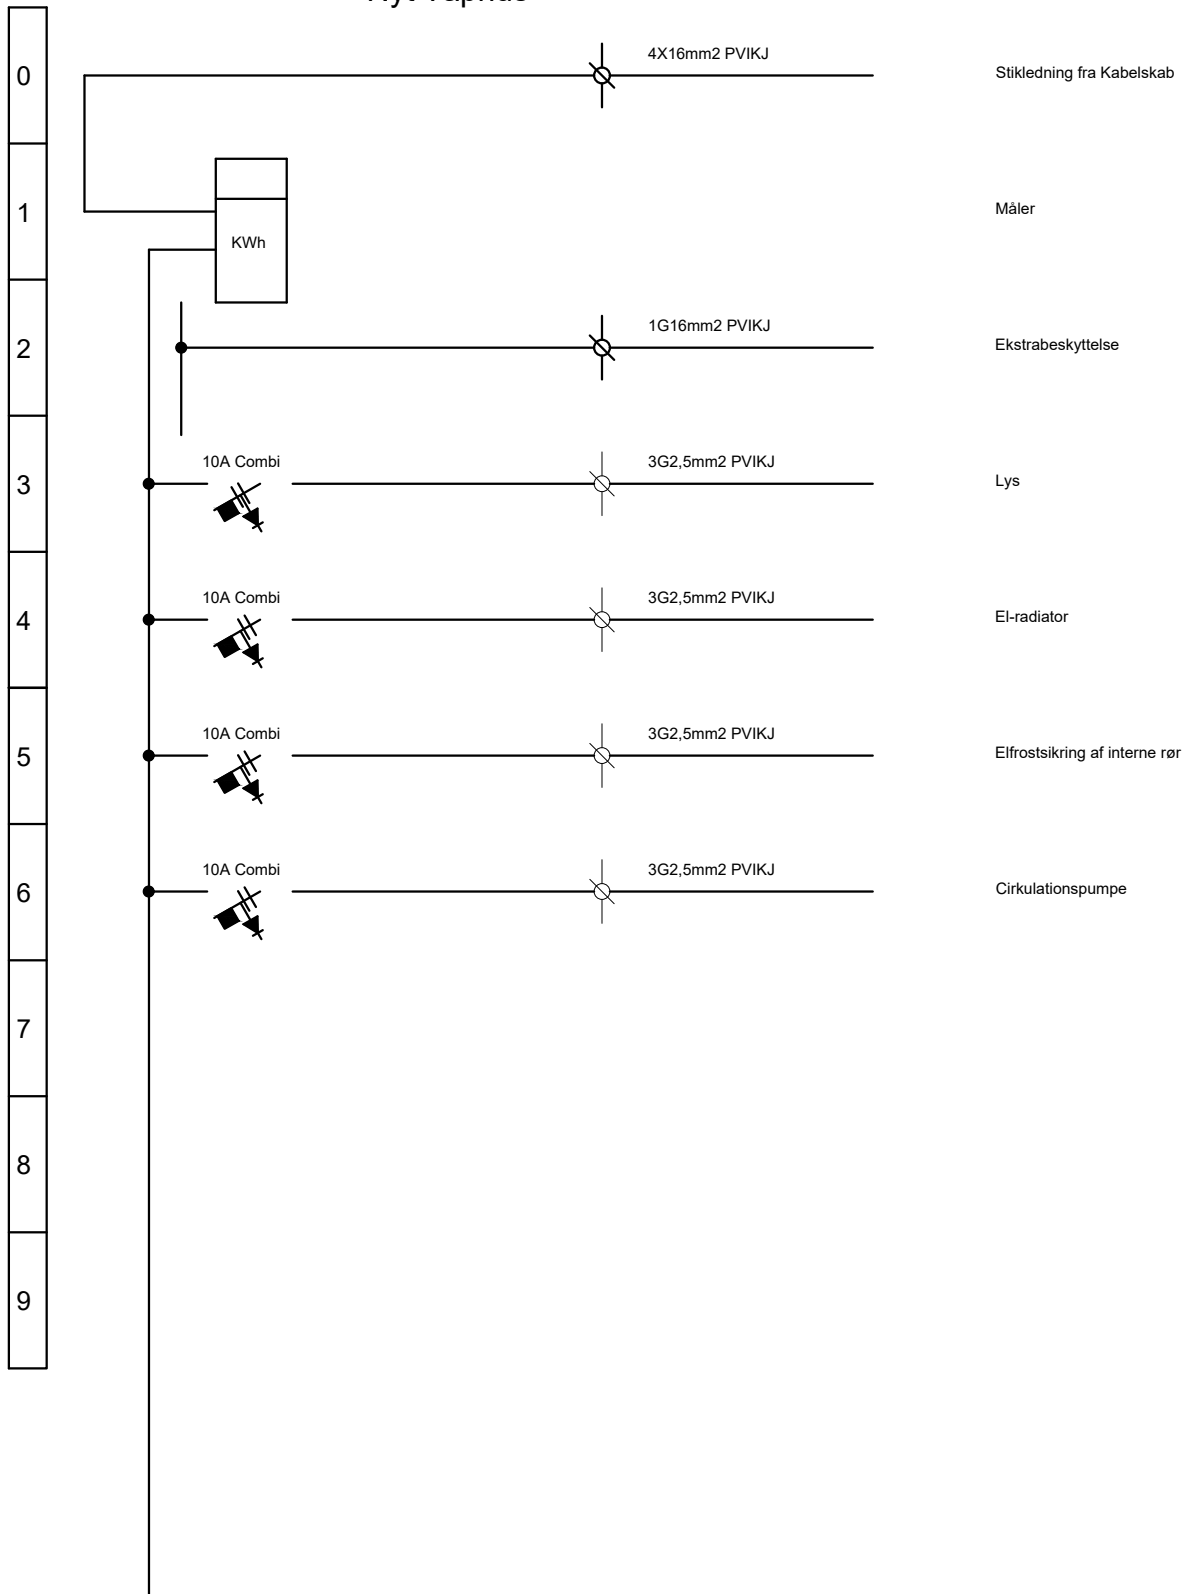 0
4X16mm2 PVIKJ
Stikledning fra Kabelskab
1
KWh
Måler
2
1G16mm2 PVIKJ
Ekstrabeskyttelse
3
10A Combi
3G2,5mm2 PVIKJ
Lys
4
10A Combi
3G2,5mm2 PVIKJ
El-radiator
5
10A Combi
3G2,5mm2 PVIKJ
Elfrostsikring af interne rør
6
10A Combi
3G2,5mm2 PVIKJ
Cirkulationspumpe
7
8
9